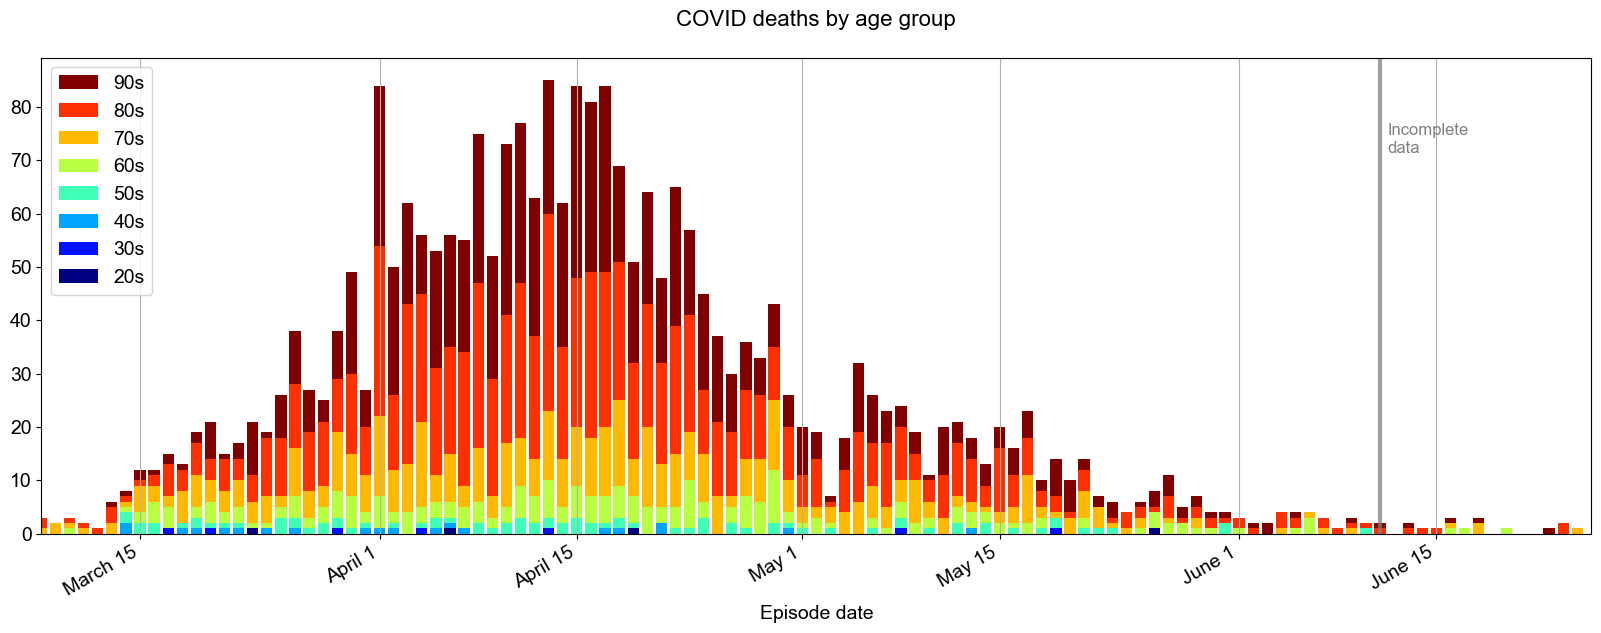 COVID deaths by age group
90s
80s
70s
60s
50s
40s
30s
20s
80
70
60
50
40
30
20
10
0
Incomplete
data
March 15
April 1
April 15
May 1
May 15
June 1
June 15
Episode date